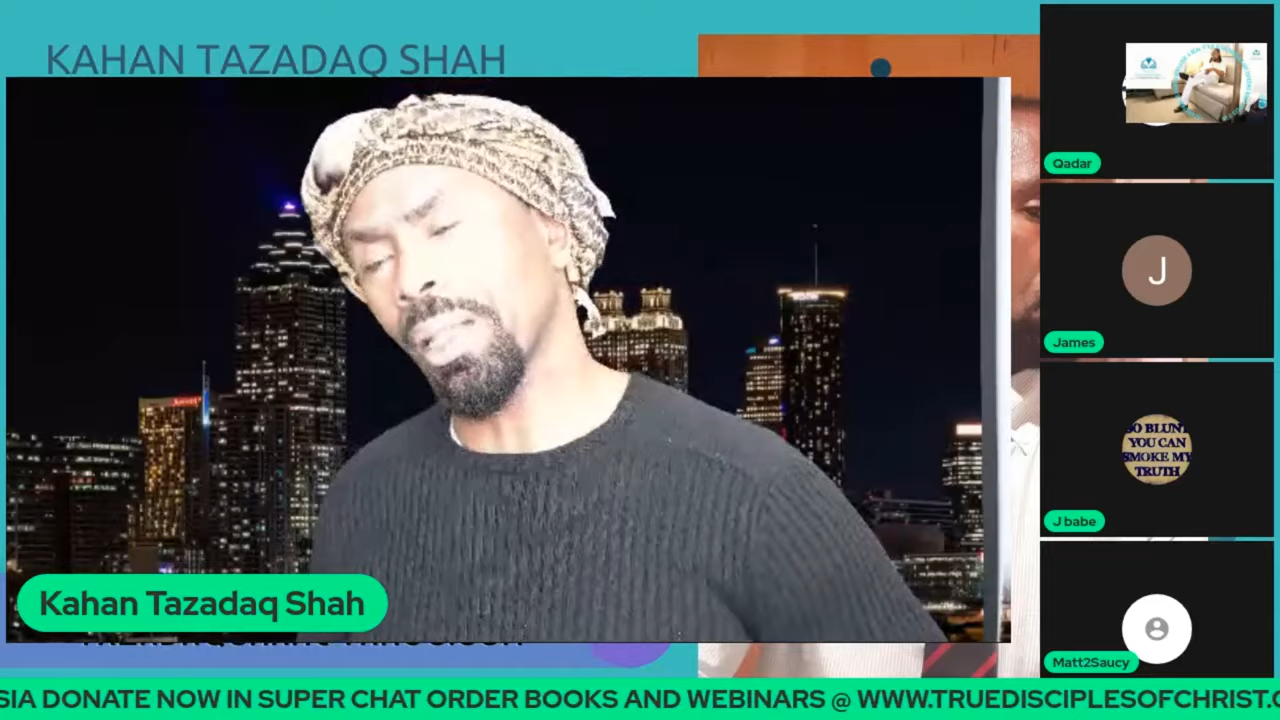 KAHAN TAZADAQ SHAH
Qadar
J
James
SO BLUNT
YOU CAN
SMOKE MY
TRUTH
J babe
Kahan Tazadaq Shah
Matt2Saucy
DONATE NOW IN SUPER CHAT ORDER BOOKS AND WEBINARS @ WWW.TRUEDISCIPLESOFCHRIST.